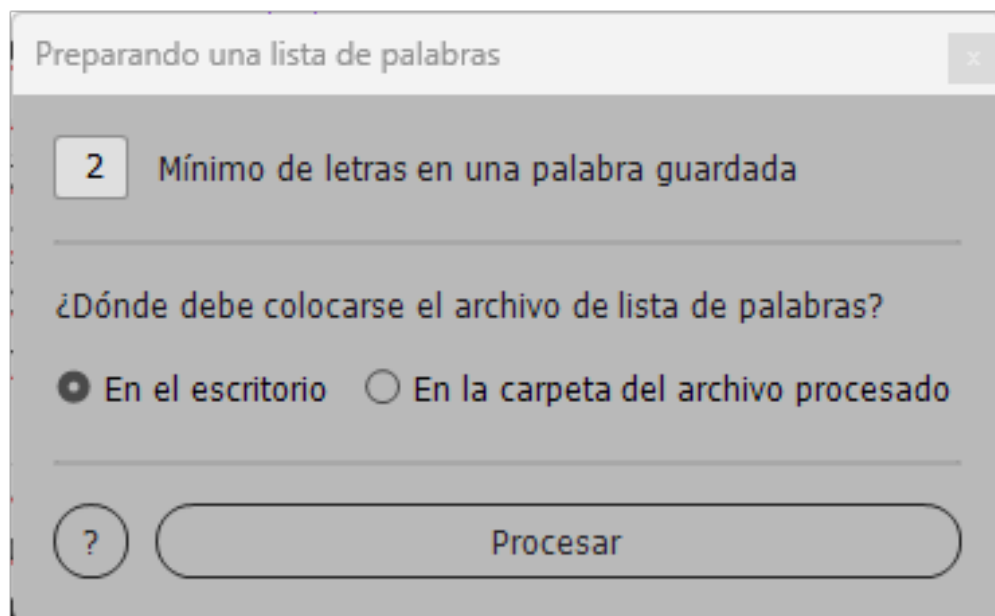 Preparando una lista de palabras
x
2 Mínimo de letras en una palabra guardada
¿Dónde debe colocarse el archivo de lista de palabras?
En el escritorio En la carpeta del archivo procesado
? Procesar